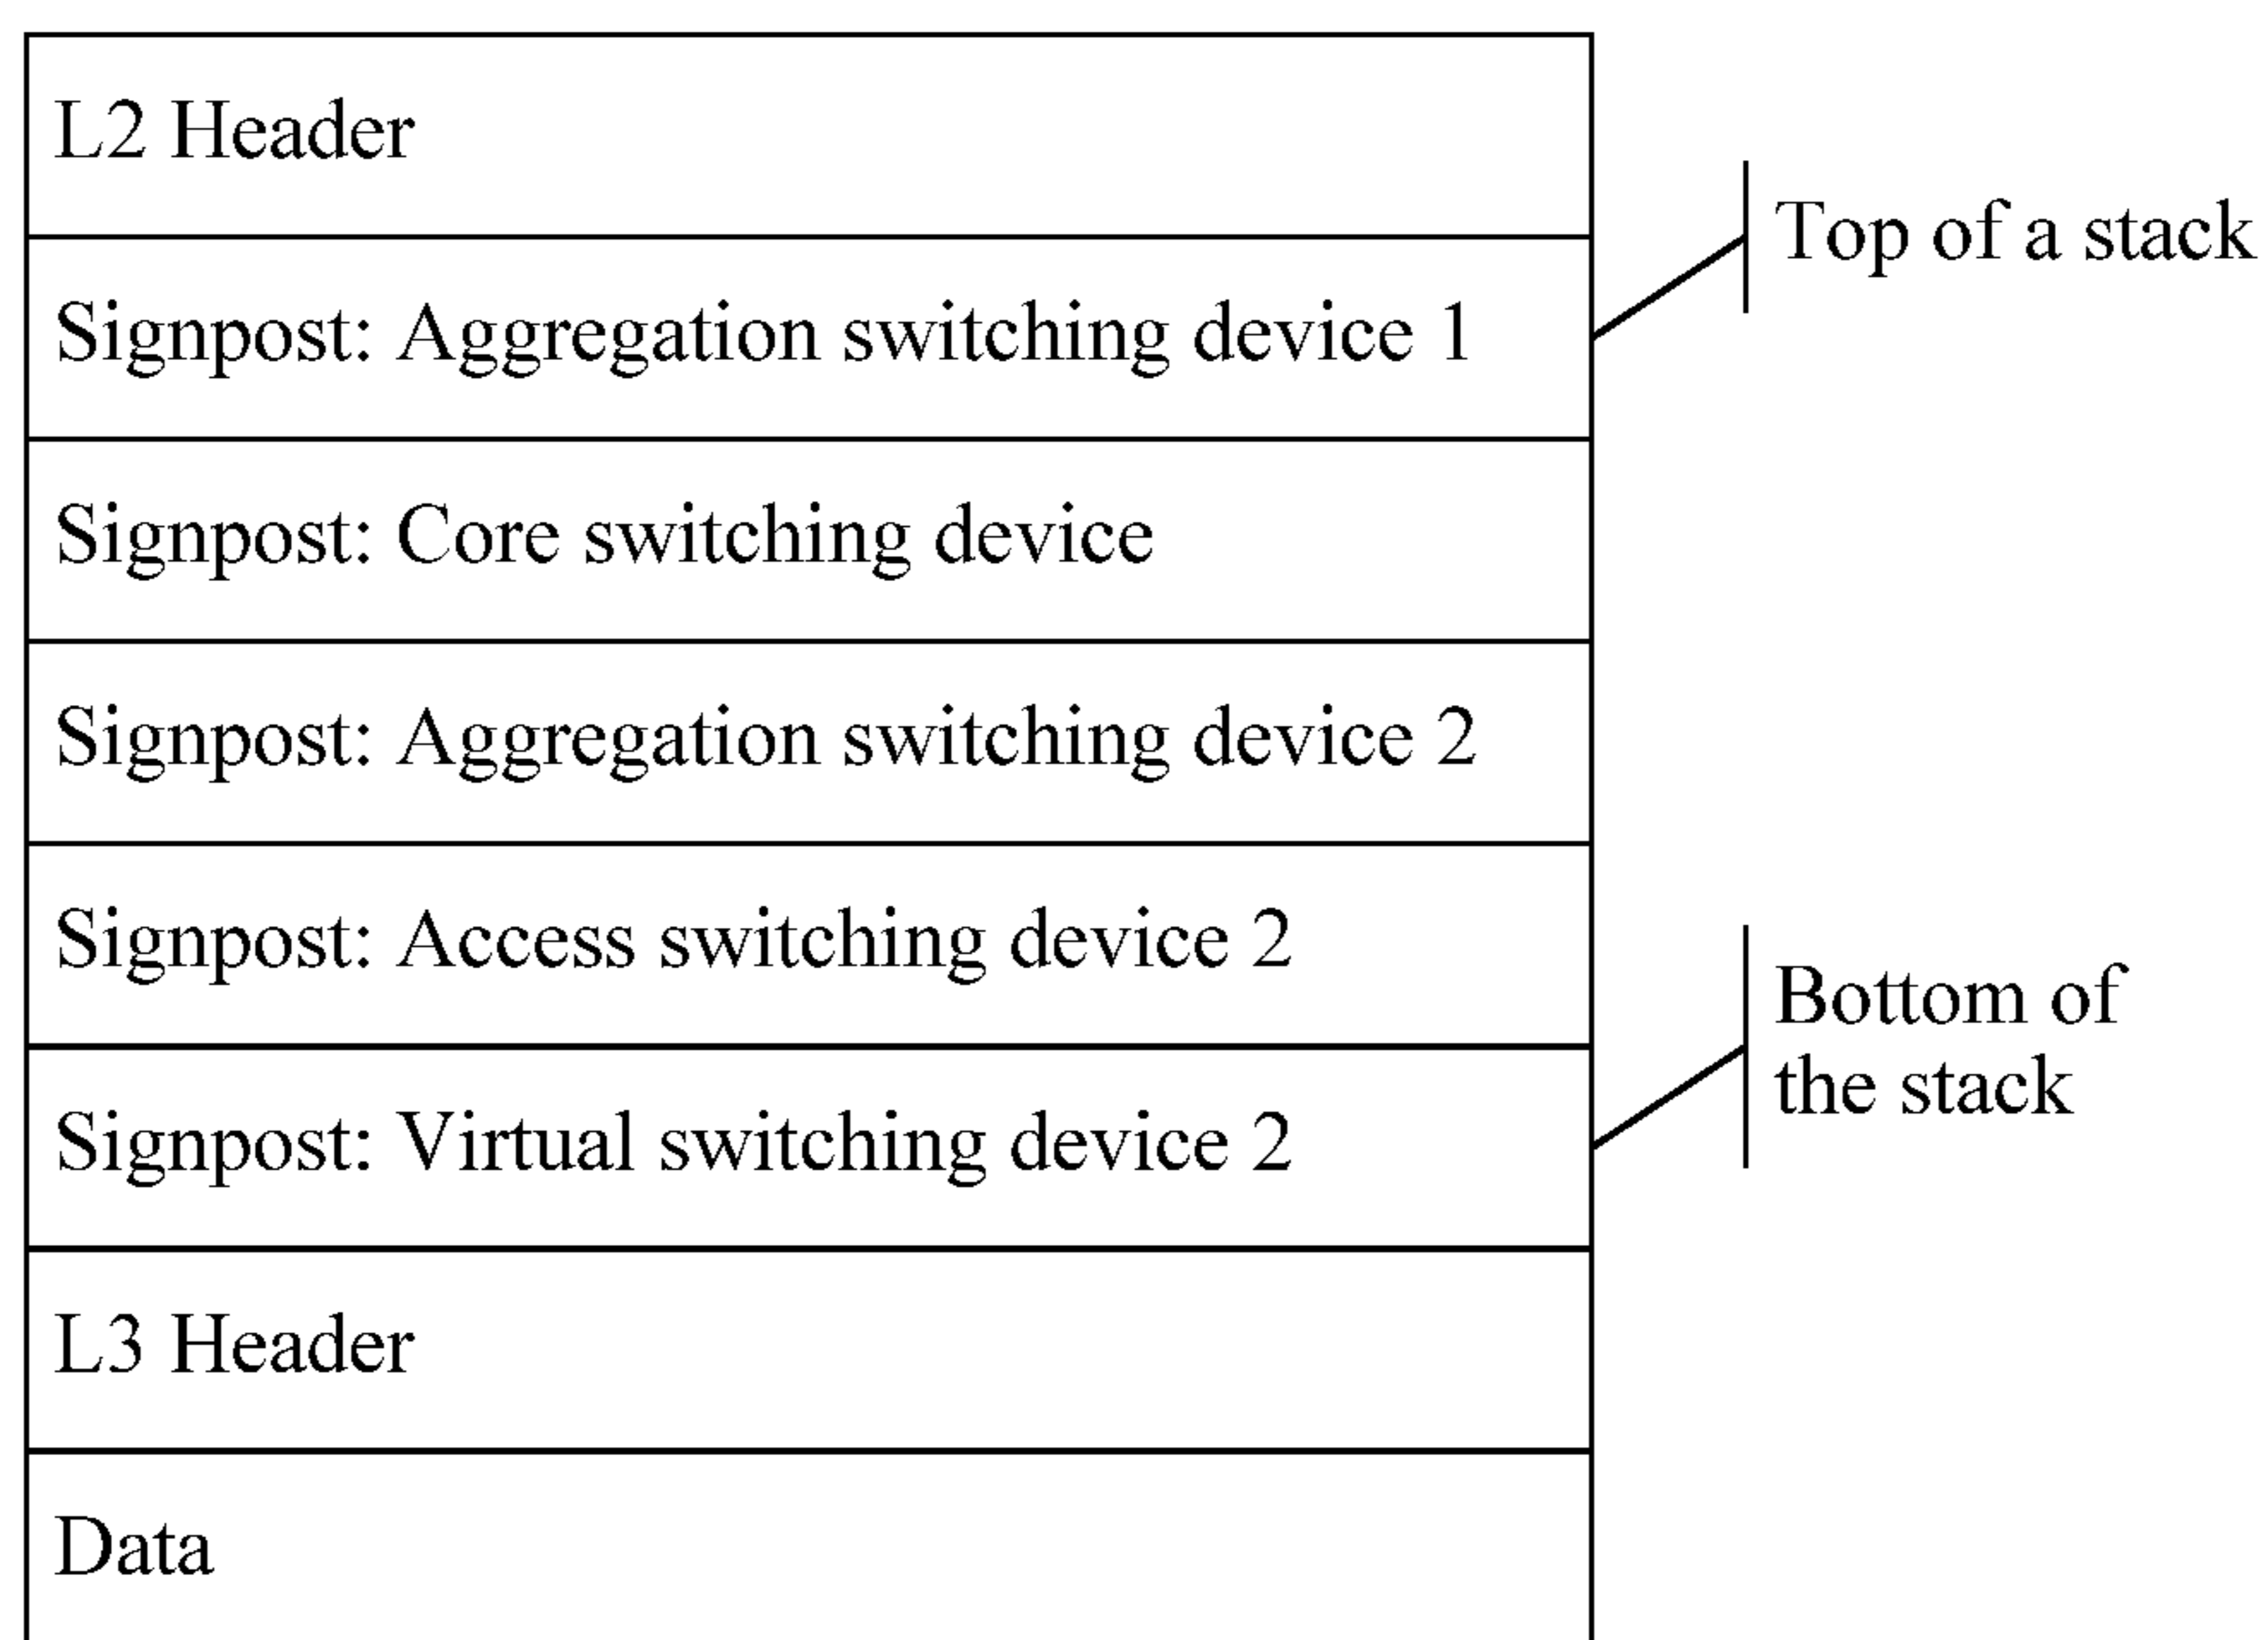 L2 Header
Top of a stack
Signpost: Aggregation switching device 1
Signpost: Core switching device
Signpost: Aggregation switching device 2
Signpost: Access switching device 2
Bottom of
the stack
Signpost: Virtual switching device 2
L3 Header
Data